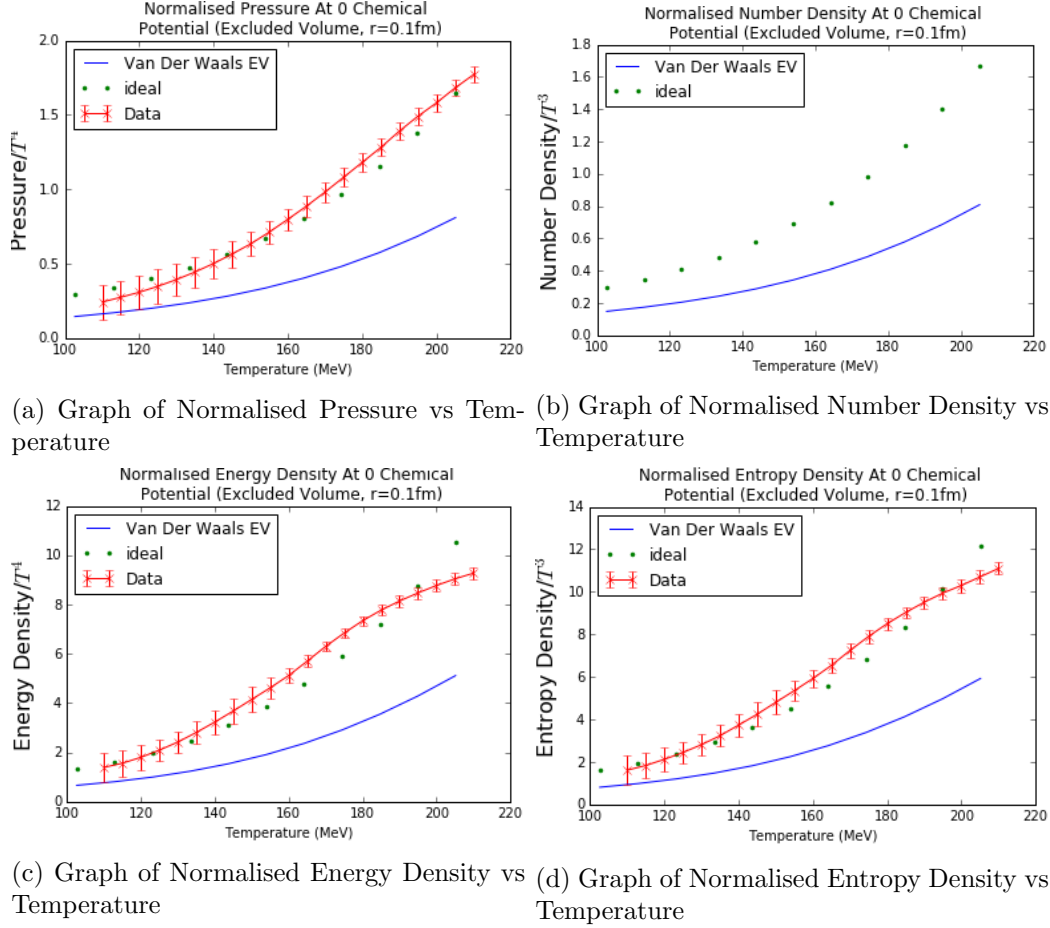 Normalised Pressure At 0 Chemical
Potential (Excluded Volume, r=0.1fm)
2.0
1.5
1.0
0.5
0.0
Pressure/T⁴
Van Der Waals EV
ideal
Data
100 120 140 160 180 200 220
Temperature (MeV)
(a) Graph of Normalised Pressure vs Tem-
perature
Normalised Number Density At 0 Chemical
Potential (Excluded Volume, r=0.1fm)
1.8
1.6
1.4
1.2
1.0
0.8
0.6
0.4
0.2
0.0
Number Density/T³
Van Der Waals EV
ideal
100 120 140 160 180 200 220
Temperature (MeV)
(b) Graph of Normalised Number Density vs
Temperature
Normalised Energy Density At 0 Chemical
Potential (Excluded Volume, r=0.1fm)
12
10
8
6
4
2
0
Energy Density/T⁴
Van Der Waals EV
ideal
Data
100 120 140 160 180 200 220
Temperature (MeV)
(c) Graph of Normalised Energy Density vs
Temperature
Normalised Entropy Density At 0 Chemical
Potential (Excluded Volume, r=0.1fm)
14
12
10
8
6
4
2
0
Entropy Density/T³
Van Der Waals EV
ideal
Data
100 120 140 160 180 200 220
Temperature (MeV)
(d) Graph of Normalised Entropy Density vs
Temperature